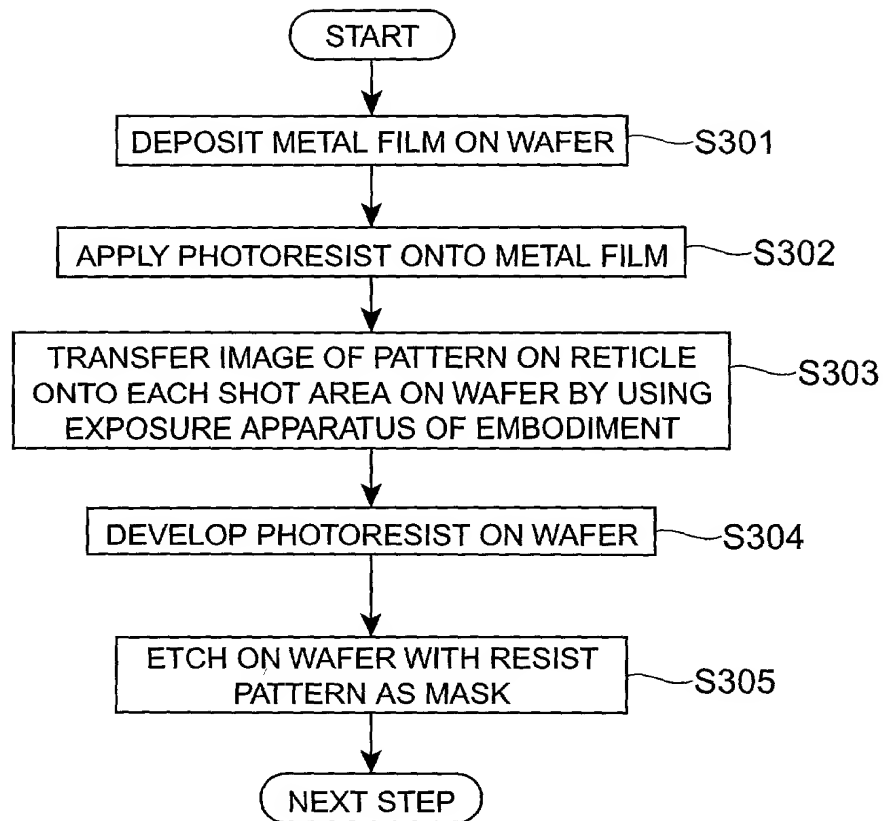 START
DEPOSIT METAL FILM ON WAFER
S301
APPLY PHOTORESIST ONTO METAL FILM
S302
TRANSFER IMAGE OF PATTERN ON RETICLE
ONTO EACH SHOT AREA ON WAFER BY USING
EXPOSURE APPARATUS OF EMBODIMENT
S303
DEVELOP PHOTORESIST ON WAFER
S304
ETCH ON WAFER WITH RESIST
PATTERN AS MASK
S305
NEXT STEP